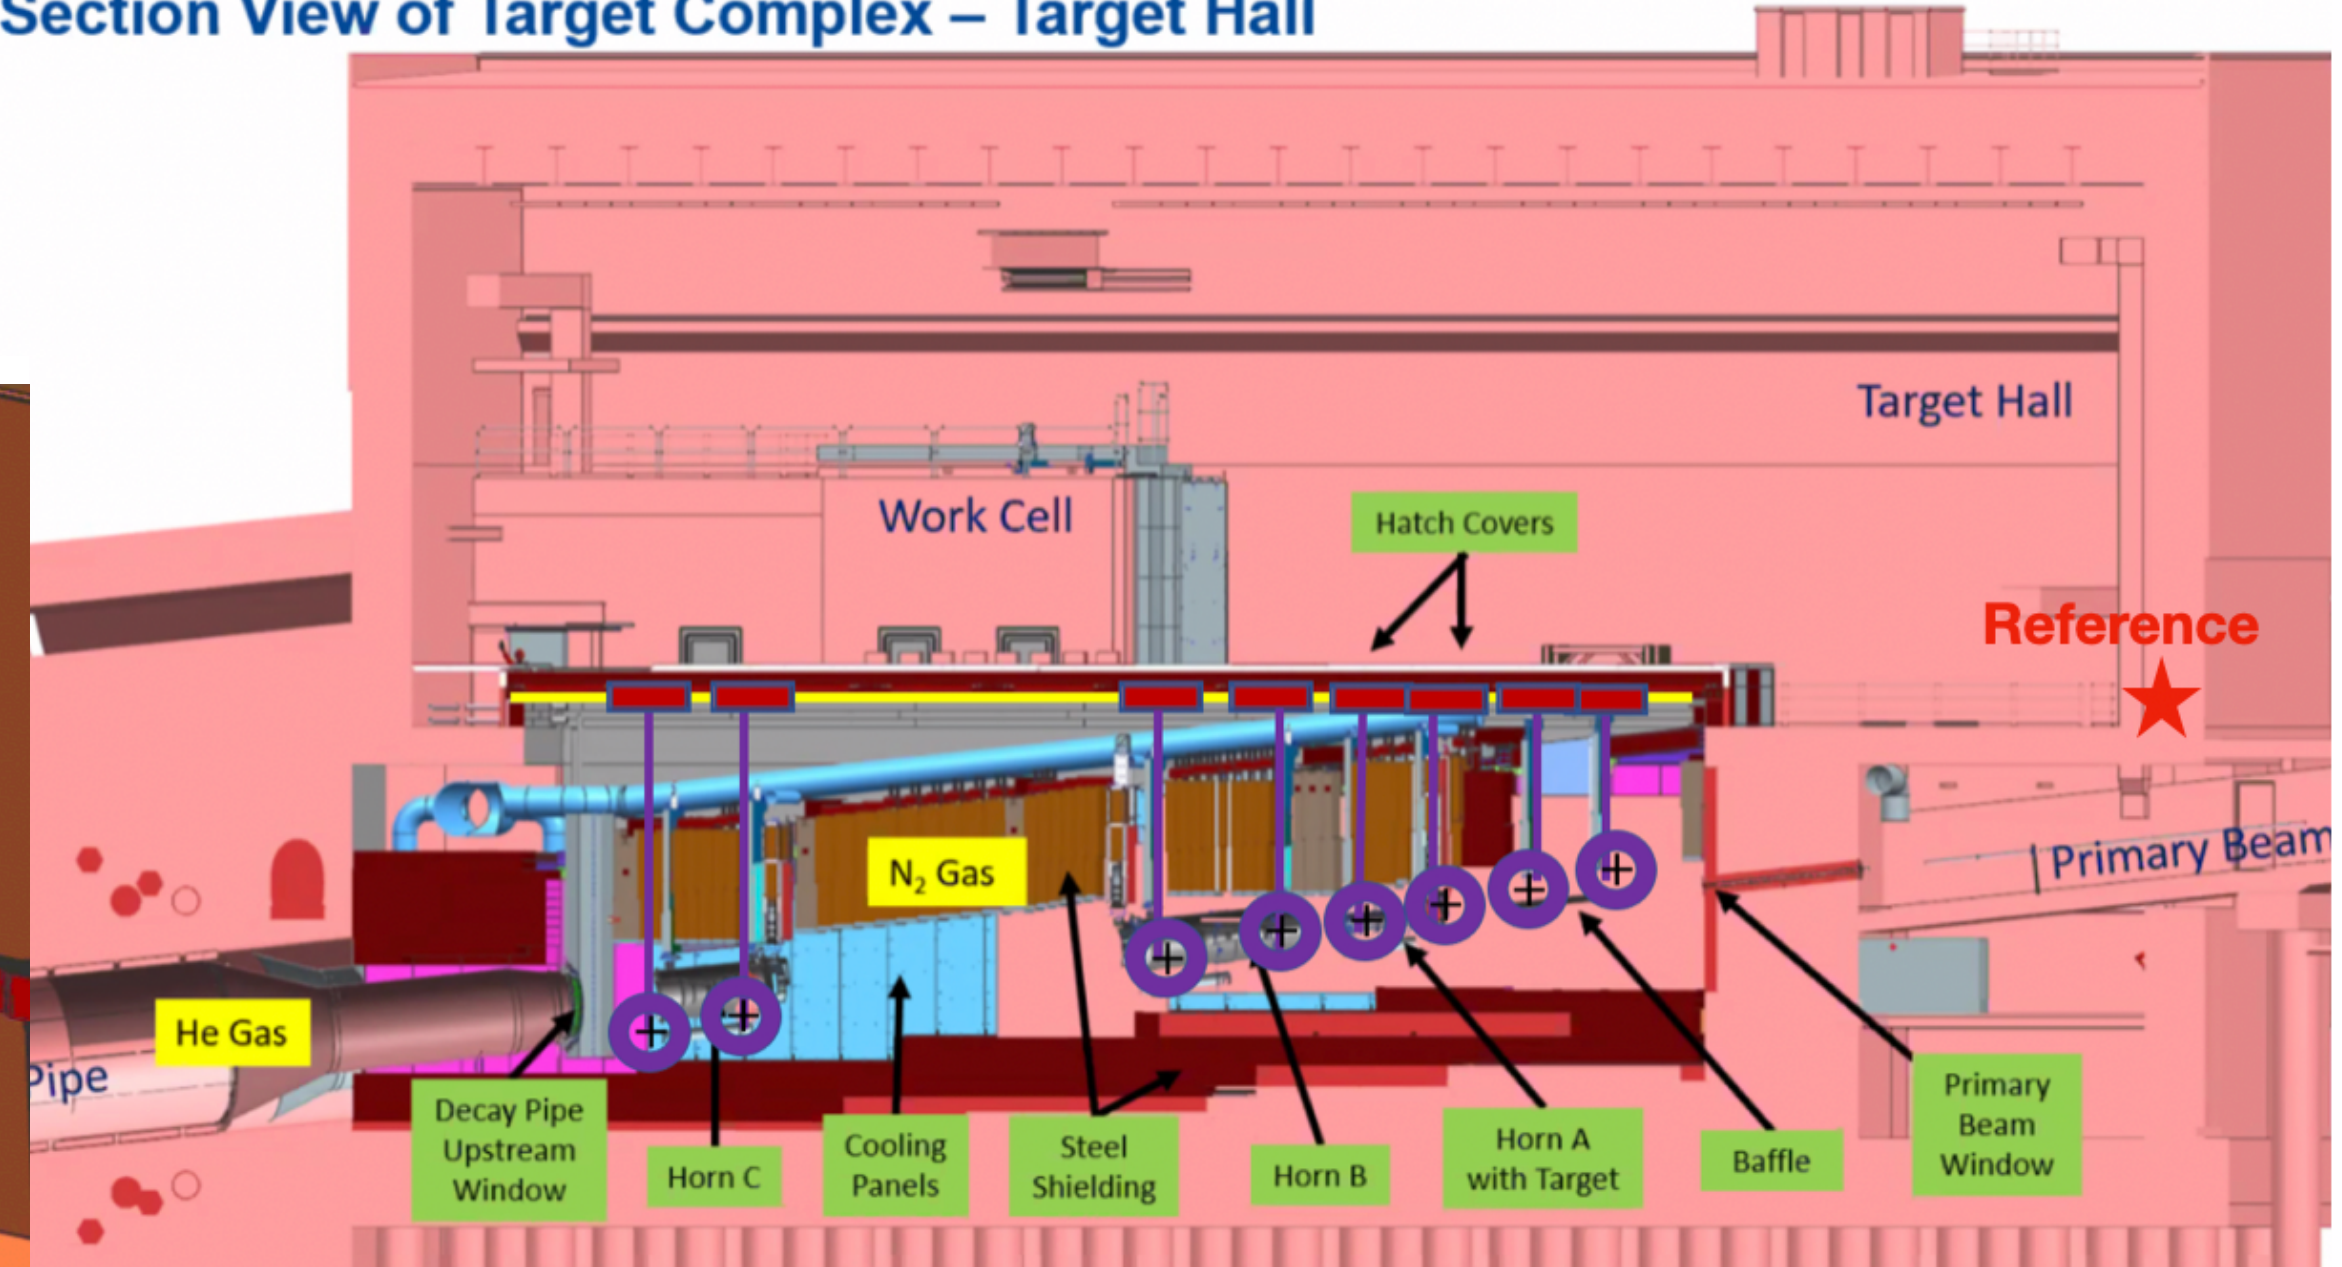 Section View of Target Complex – Target Hall
Target Hall
Work Cell
Hatch Covers
Reference
N₂ Gas
Primary Beam
He Gas
Pipe
Decay Pipe
Upstream
Window
Horn C
Cooling
Panels
Steel
Shielding
Horn B
Horn A
with Target
Baffle
Primary
Beam
Window